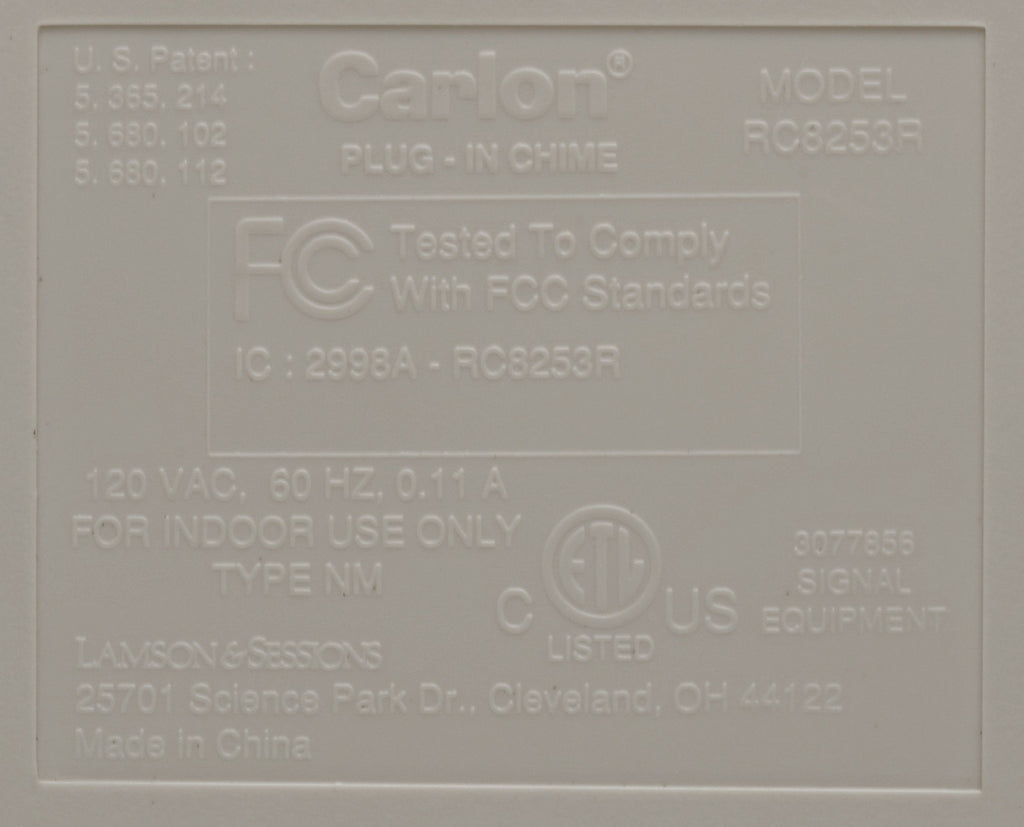 U. S. Patent :
5. 365. 214
5. 680. 102
5. 680. 112
Carlon®
PLUG - IN CHIME
MODEL
RC8253R
FC Tested To Comply
With FCC Standards
IC : 2998A - RC8253R
120 VAC, 60 HZ, 0.11 A
FOR INDOOR USE ONLY
TYPE NM
C ETL US
LISTED
3077856
SIGNAL
EQUIPMENT
LAMSON & SESSIONS
25701 Science Park Dr., Cleveland, OH 44122
Made in China